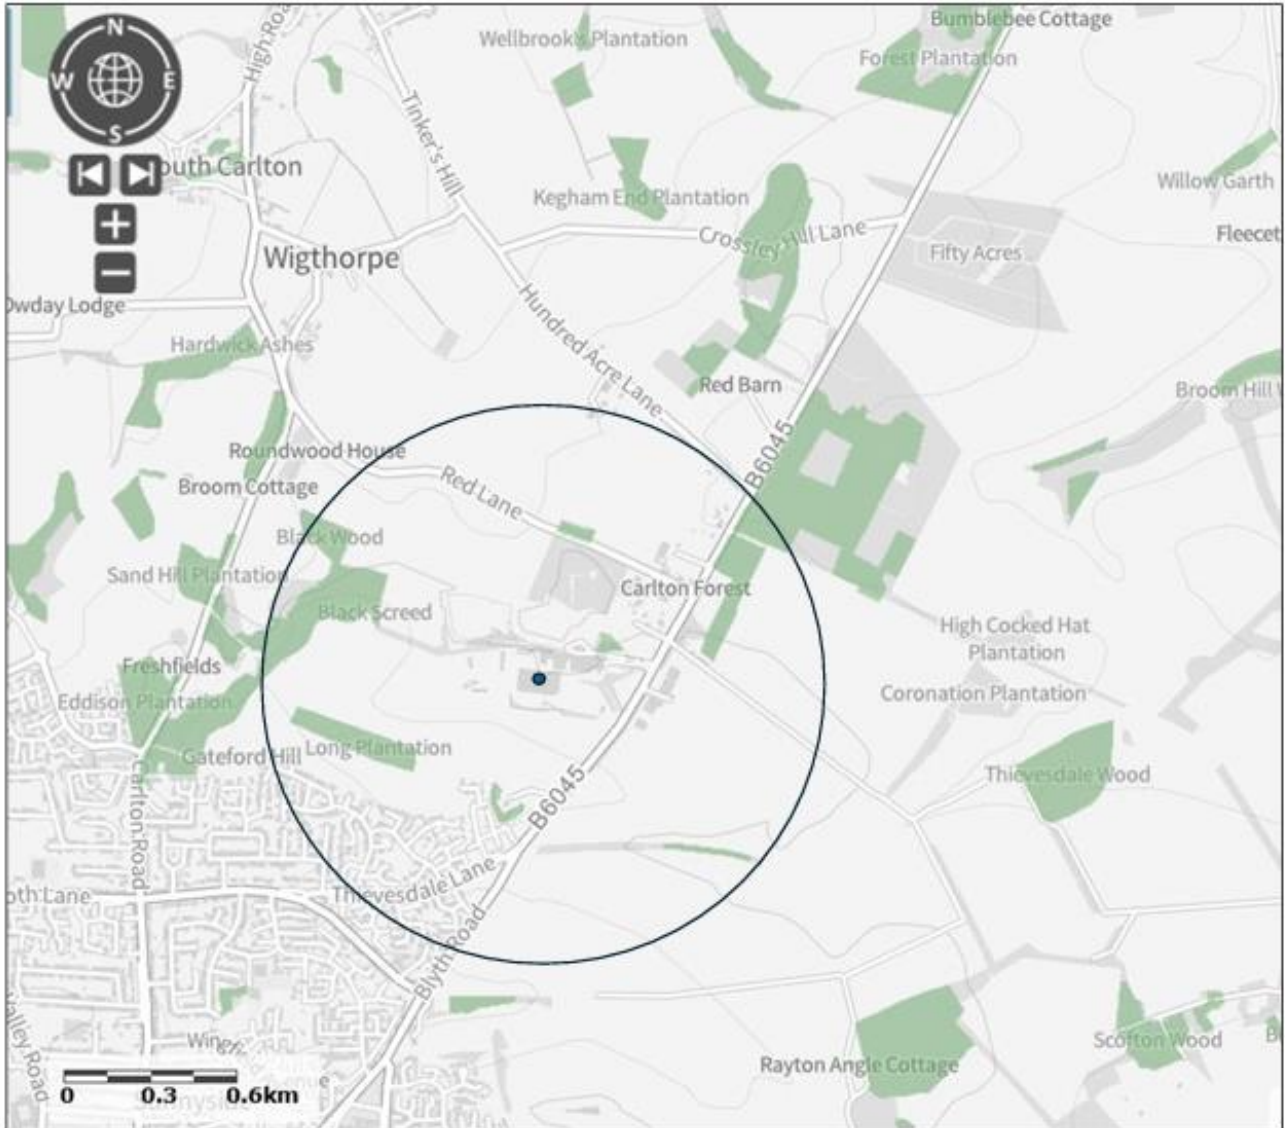 N
W
E
S
High Road
Wellbrook's Plantation
Bumblebee Cottage
Forest Plantation
Tinker's Hill
outh Carlton
Kegham End Plantation
Willow Garth
Crossley Hill Lane
Fleecet
Wigthorpe
Fifty Acres
Owday Lodge
Hundred Acre Lane
Hardwick Ashes
Red Barn
Broom Hill
B6045
Roundwood House
Red Lane
Broom Cottage
Black Wood
Sand Hill Plantation
Carlton Forest
Black Screed
High Cocked Hat
Plantation
Freshfields
Eddison Plantation
Coronation Plantation
Gateford Hill
Long Plantation
Thievesdale Wood
B6045
Carlton Road
Thievesdale Lane
oth Lane
Blyth Road
Valley Road
Scofton Wood
Rayton Angle Cottage
0
0.3
0.6km
Sunnyside